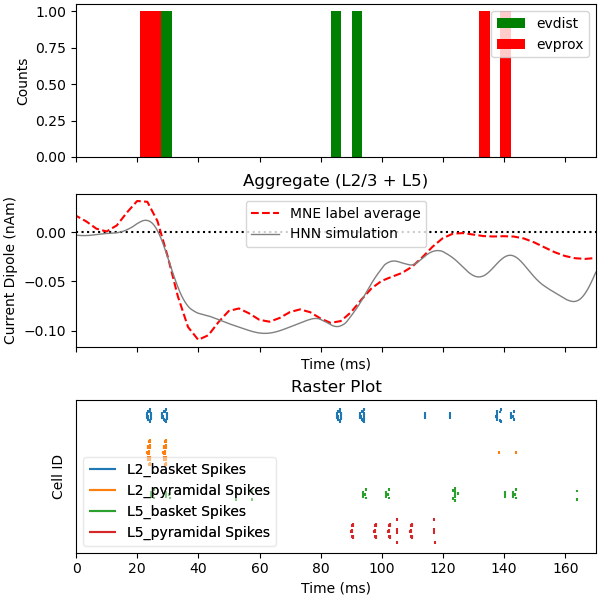 1.00
0.75
0.50
0.25
0.00
Counts
evdist
evprox
Aggregate (L2/3 + L5)
0.00
−0.05
−0.10
Current Dipole (nAm)
MNE label average
HNN simulation
Time (ms)
Raster Plot
Cell ID
L2_basket Spikes
L2_pyramidal Spikes
L5_basket Spikes
L5_pyramidal Spikes
0 20 40 60 80 100 120 140 160
Time (ms)